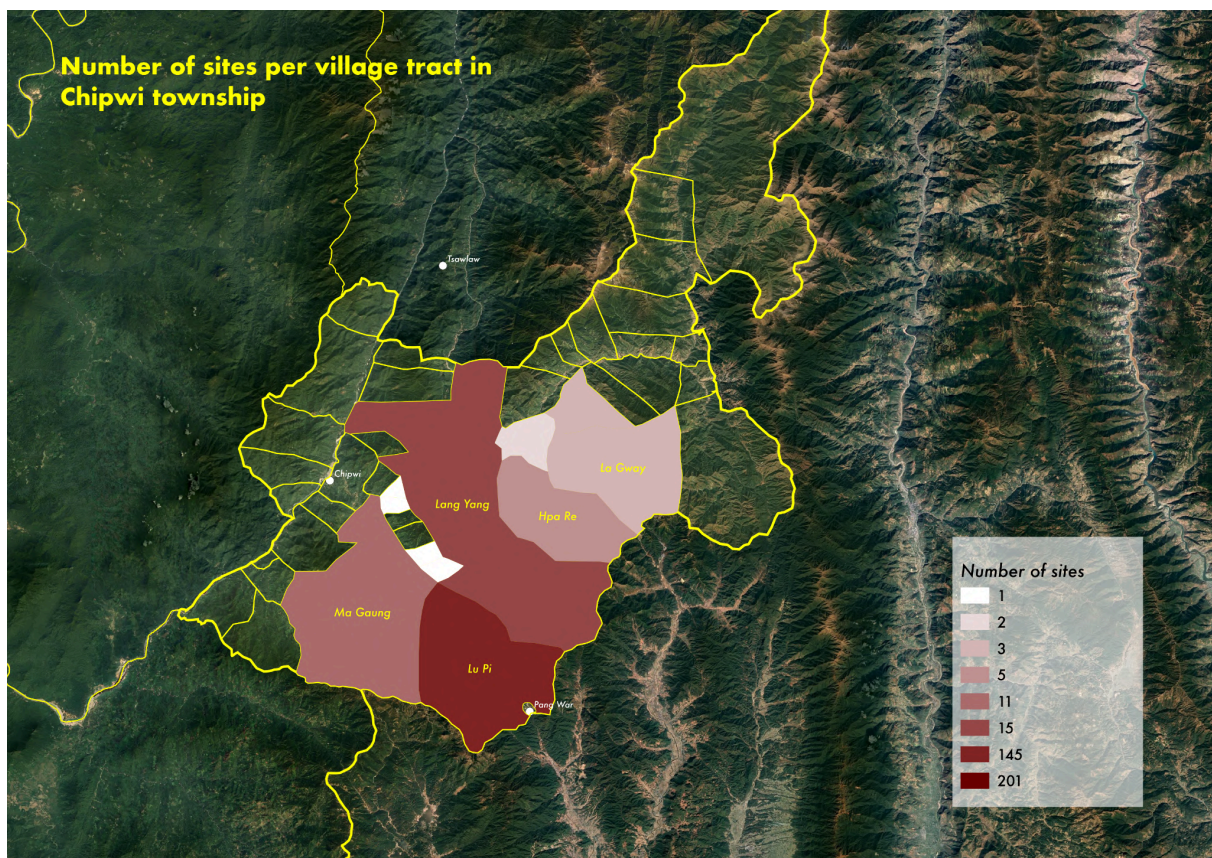 Number of sites per village tract in
Chipwi township
Tsawlaw
Chipwi
La Gway
Lang Yang
Hpa Re
Ma Gaung
Lu Pi
Pang War
Number of sites
1
2
3
5
11
15
145
201